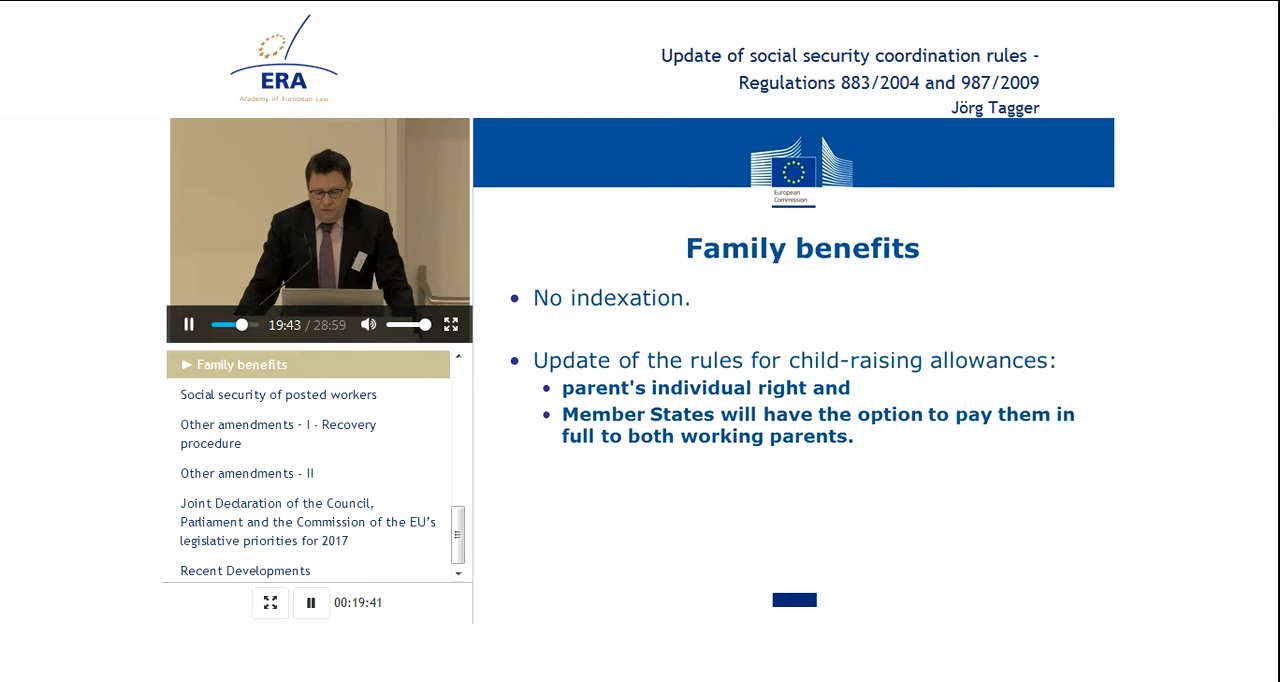 ERA
Academy of European Law
Update of social security coordination rules -
Regulations 883/2004 and 987/2009
Jörg Tagger
European
Commission
Family benefits
• No indexation.
• Update of the rules for child-raising allowances:
• parent's individual right and
• Member States will have the option to pay them in
full to both working parents.
19:43 / 28:59
► Family benefits
Social security of posted workers
Other amendments - I - Recovery
procedure
Other amendments - II
Joint Declaration of the Council,
Parliament and the Commission of the EU’s
legislative priorities for 2017
Recent Developments
00:19:41